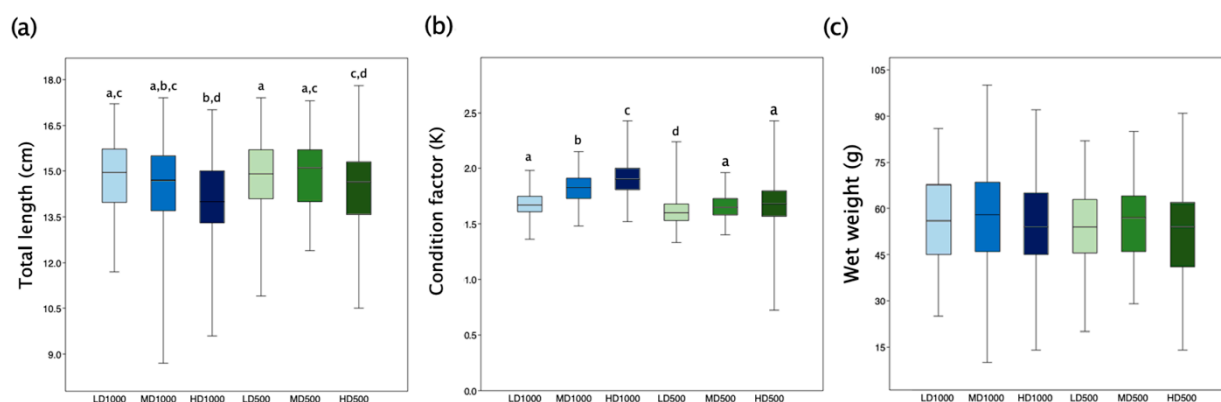 (a)
Total length (cm)
18.0
16.5
15.0
13.5
12.0
10.5
9.0
a,c
a,b,c
b,d
a
a,c
c,d
LD1000
MD1000
HD1000
LD500
MD500
HD500
(b)
Condition factor (K)
2.5
2.0
1.5
1.0
0.5
0.0
a
b
c
d
a
a
LD1000
MD1000
HD1000
LD500
MD500
HD500
(c)
Wet weight (g)
105
90
75
60
45
30
15
LD1000
MD1000
HD1000
LD500
MD500
HD500